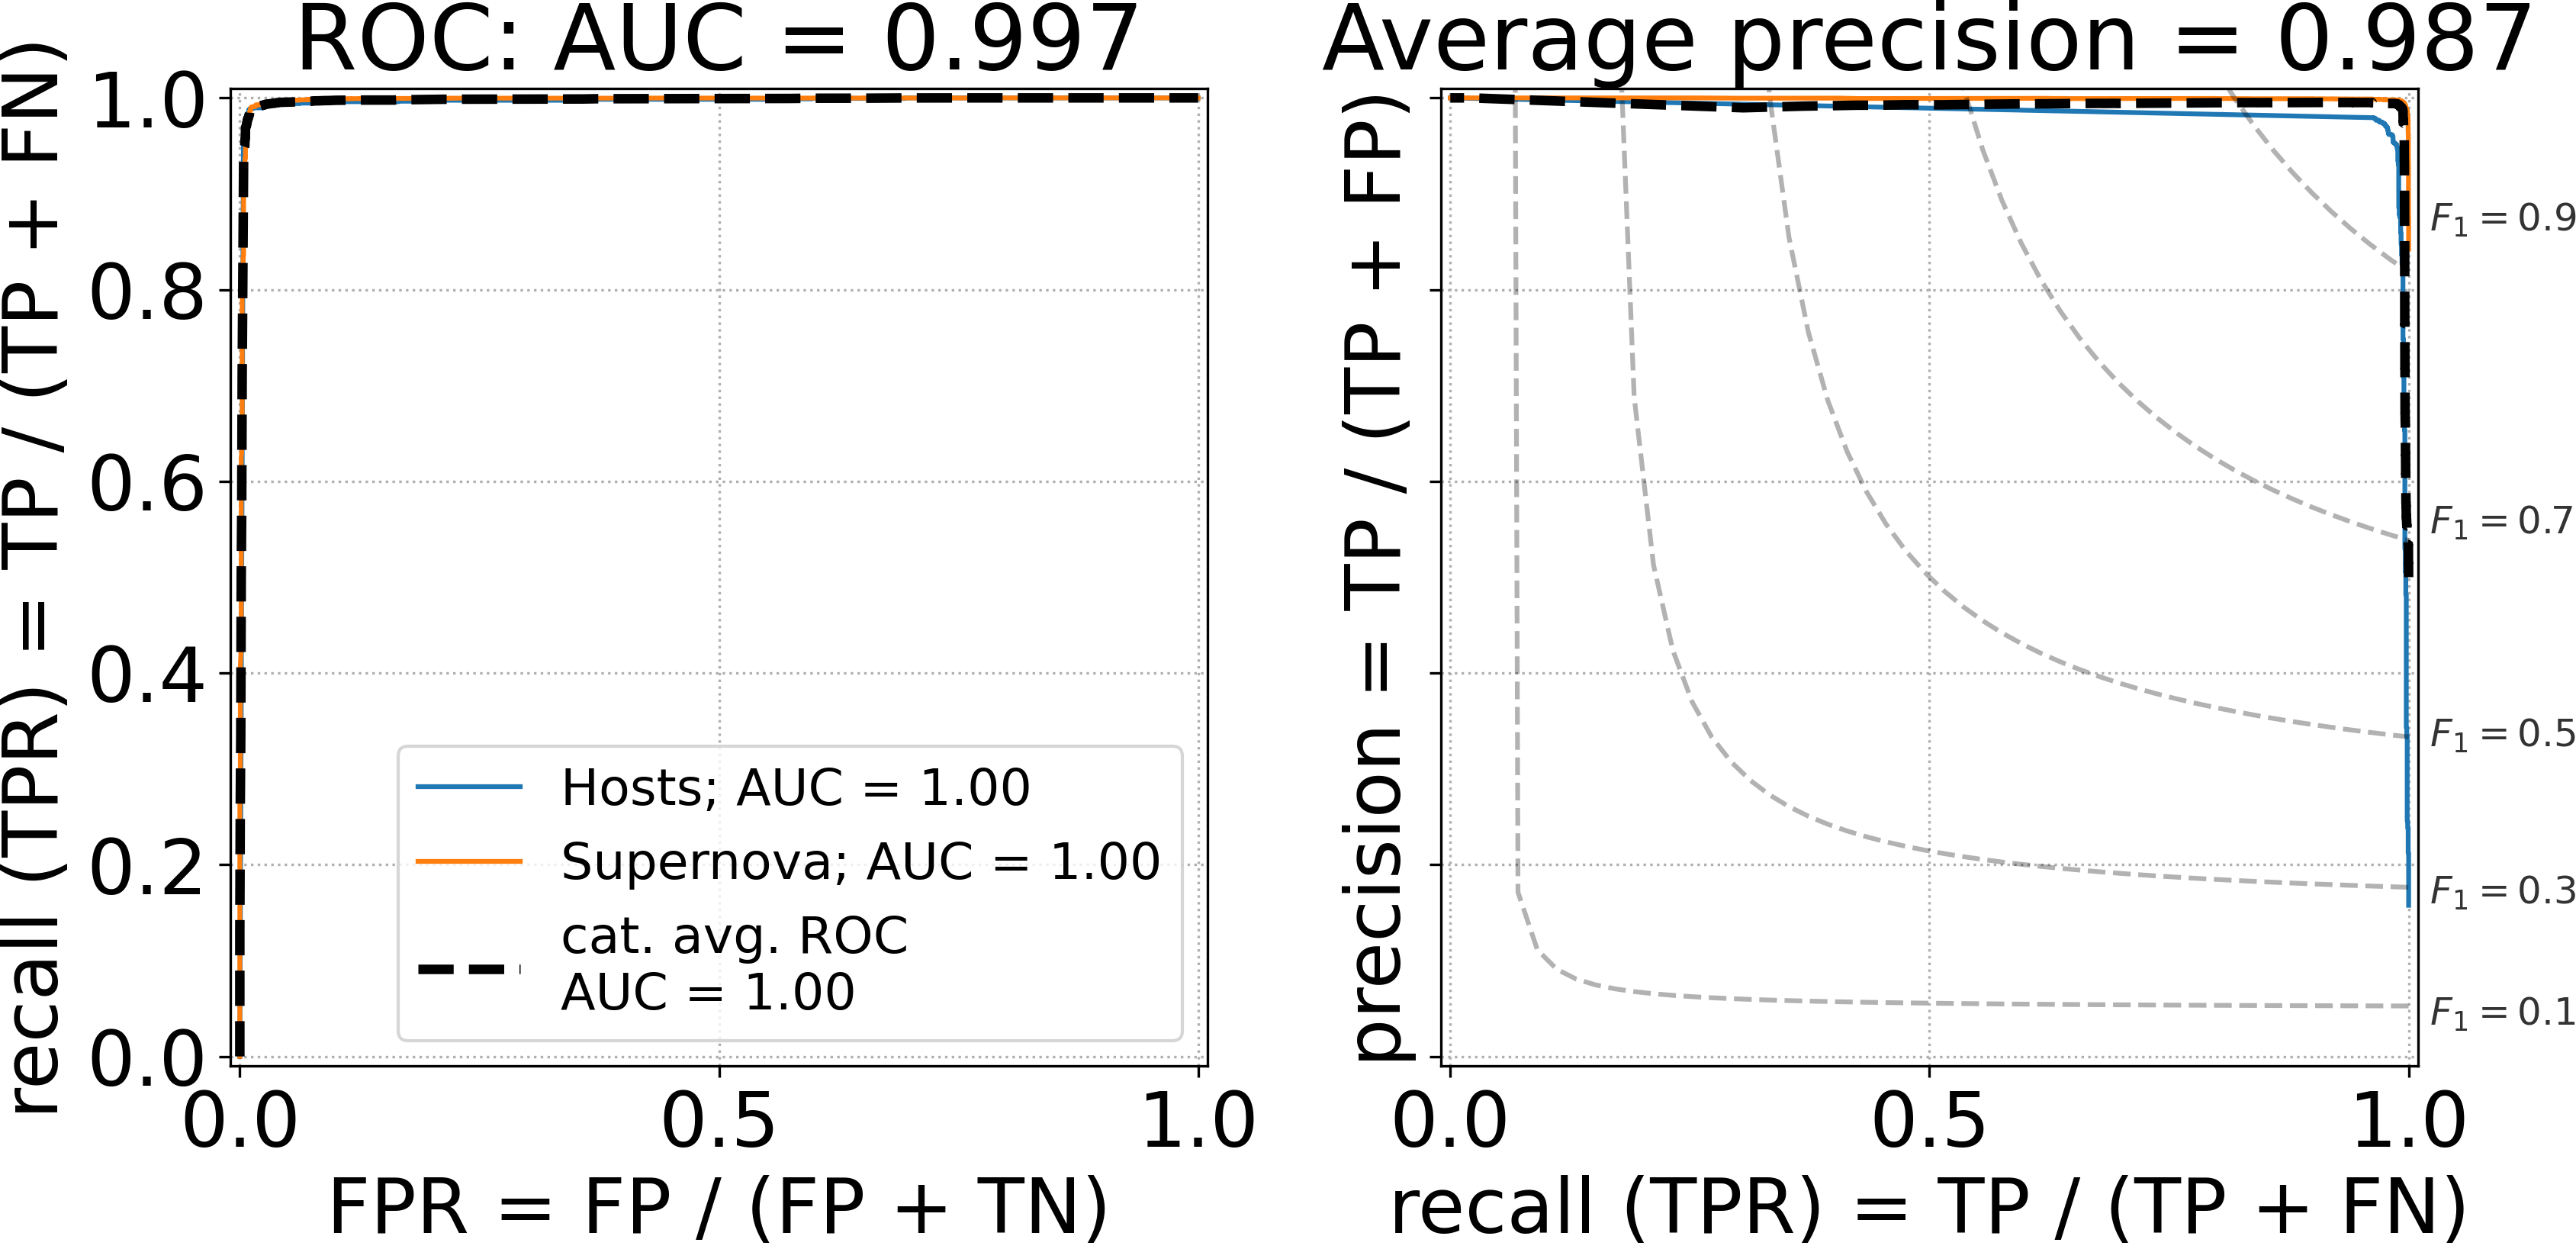 ROC: AUC = 0.997
recall (TPR) = TP / (TP + FN)
1.0
0.8
0.6
0.4
0.2
0.0
Hosts; AUC = 1.00
Supernova; AUC = 1.00
cat. avg. ROC
AUC = 1.00
0.0 0.5 1.0
FPR = FP / (FP + TN)
Average precision = 0.987
precision = TP / (TP + FP)
F₁ = 0.9
F₁ = 0.7
F₁ = 0.5
F₁ = 0.3
F₁ = 0.1
0.0 0.5 1.0
recall (TPR) = TP / (TP + FN)